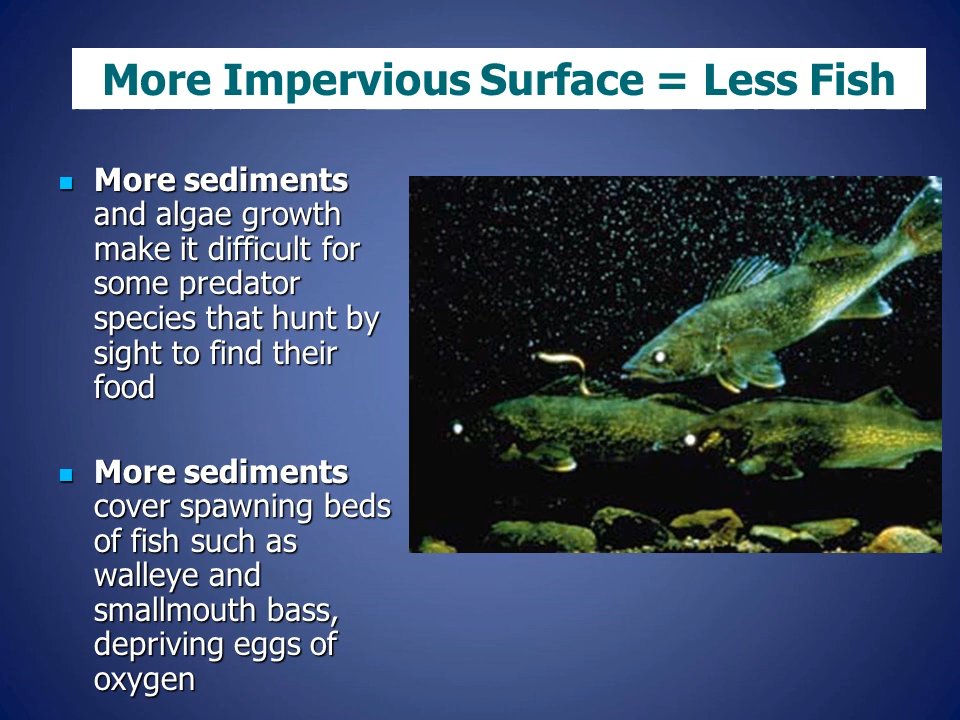 More Impervious Surface = Less Fish
More sediments
and algae growth
make it difficult for
some predator
species that hunt by
sight to find their
food
More sediments
cover spawning beds
of fish such as
walleye and
smallmouth bass,
depriving eggs of
oxygen